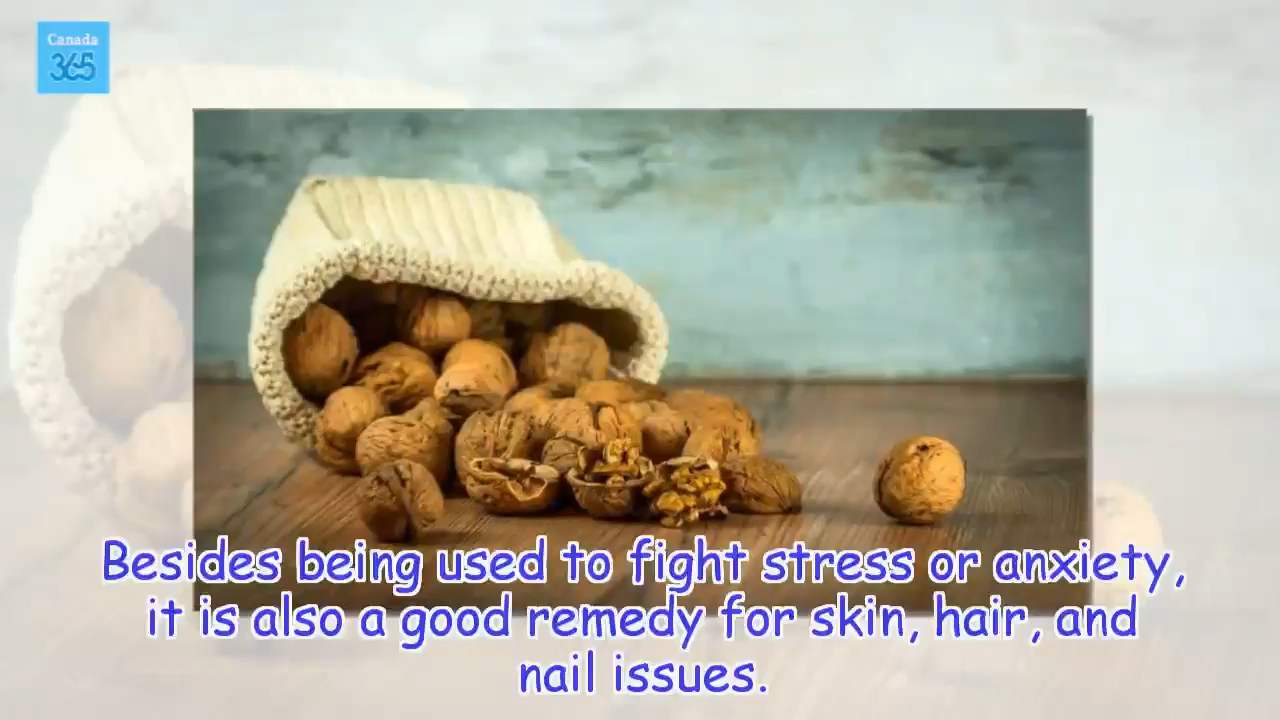 Canada
365
Besides being used to fight stress or anxiety,
it is also a good remedy for skin, hair, and
nail issues.